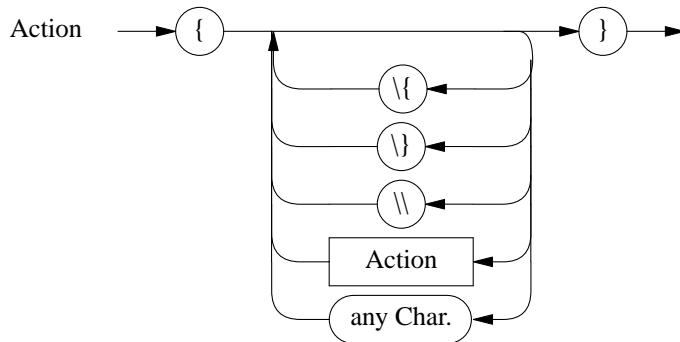 Action { }
\{
\}
\\
Action
any Char.